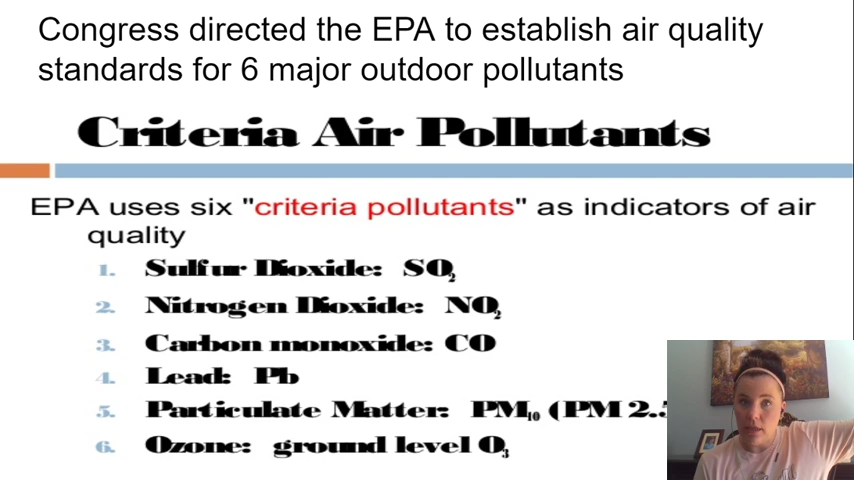 Congress directed the EPA to establish air quality
standards for 6 major outdoor pollutants
Criteria Air Pollutants
EPA uses six "criteria pollutants" as indicators of air
quality
1. Sulfur Dioxide: SO₂
2. Nitrogen Dioxide: NO₂
3. Carbon monoxide: CO
4. Lead: Pb
5. Particulate Matter: PM₁₀ (PM 2.5
6. Ozone: ground level O₃